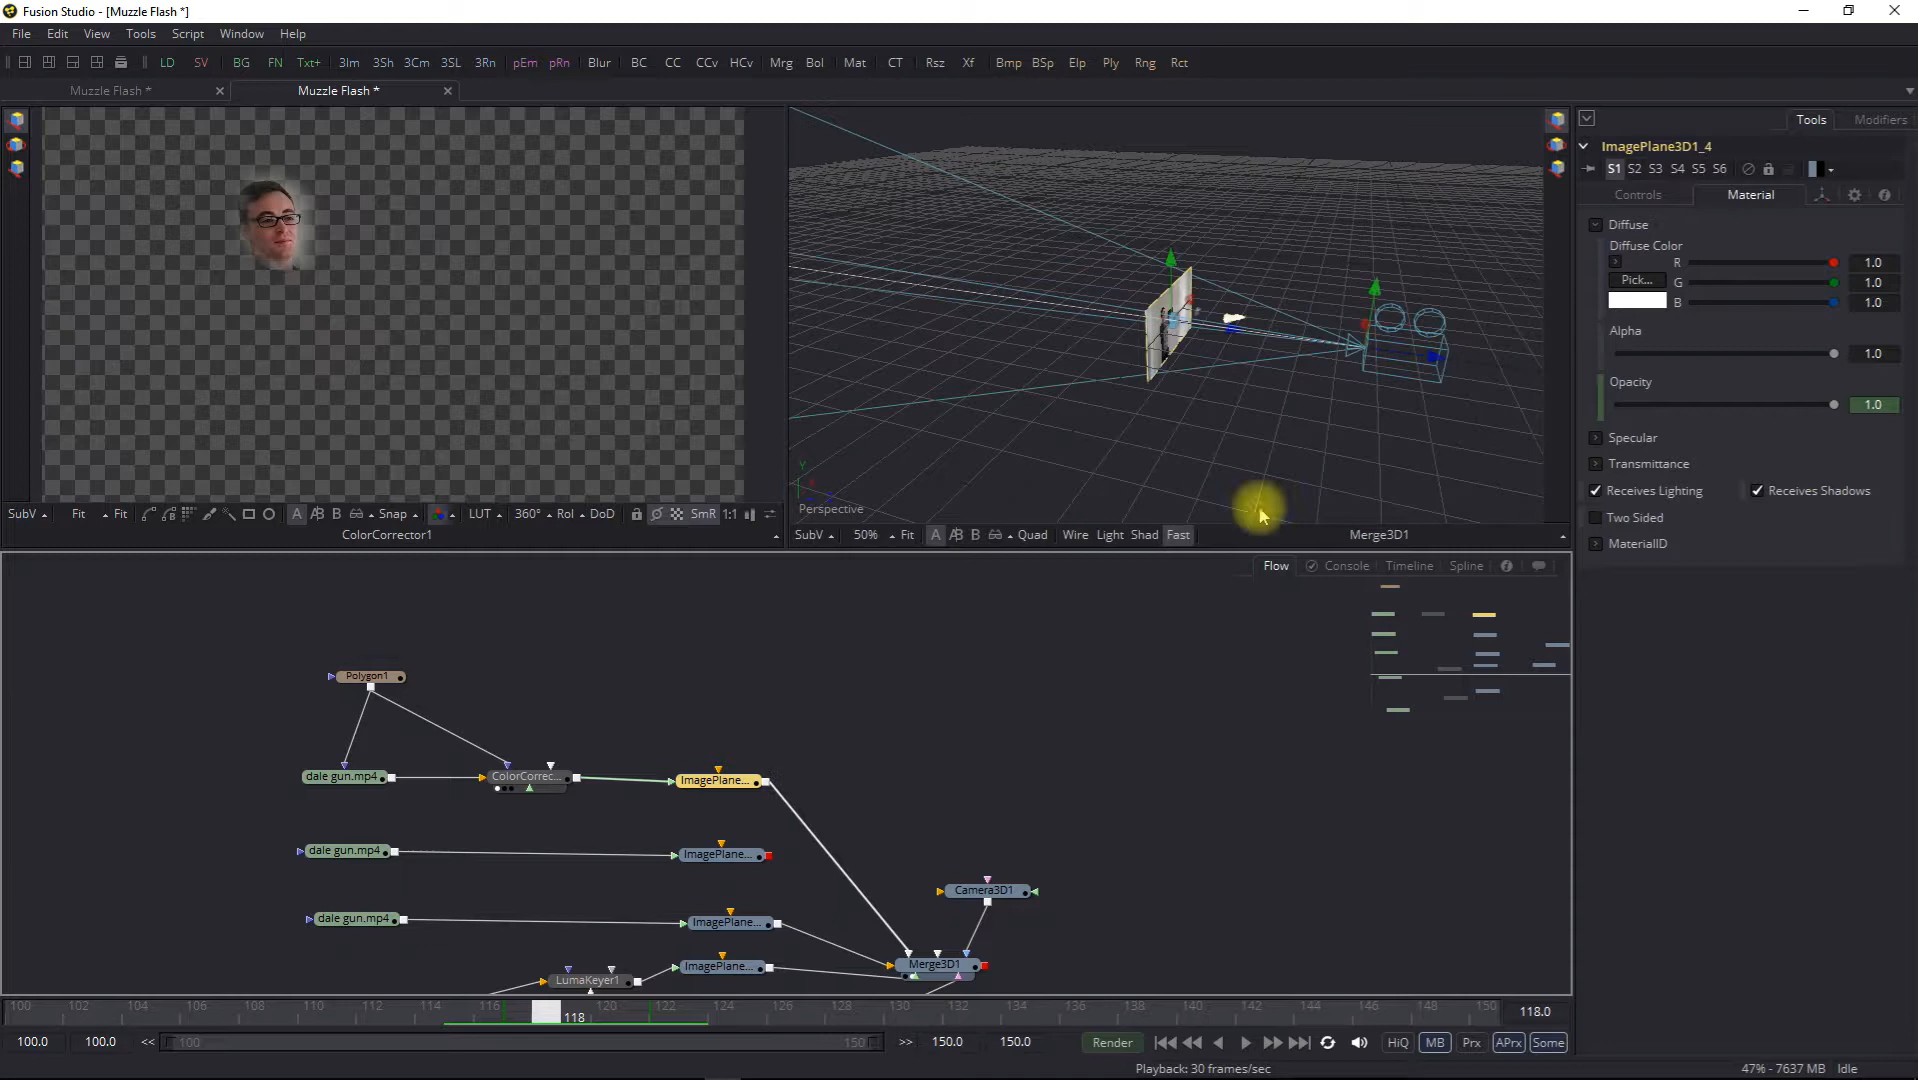 Fusion Studio - [Muzzle Flash *]
File Edit View Tools Script Window Help
LD SV BG FN Txt+ 3Im 3Sh 3Cm 3SL 3Rn pEm pRn Blur BC CC CCv HCv Mrg Bol Mat CT Rsz Xf Bmp BSp Elp Ply Rng Rct
Muzzle Flash * Muzzle Flash *
Tools Modifiers
ImagePlane3D1_4
S1 S2 S3 S4 S5 S6
Controls Material
Diffuse
Diffuse Color
R 1.0
Pick... G 1.0
B 1.0
Alpha
1.0
Opacity
1.0
Specular
Transmittance
Receives Lighting Receives Shadows
Two Sided
MaterialID
Y
Perspective
SubV Fit Fit A B Snap LUT 360° RoI DoD SmR 1:1
ColorCorrector1
SubV 50% Fit A B Quad Wire Light Shad Fast Merge3D1
Flow Console Timeline Spline
Polygon1
dale gun.mp4 ColorCorrec... ImagePlane...
dale gun.mp4 ImagePlane...
dale gun.mp4 ImagePlane...
Camera3D1
LumaKeyer1 ImagePlane... Merge3D1
100 102 104 106 108 110 112 114 116 120 122 124 126 128 130 132 134 136 138 140 142 144 146 148 150
118 118.0
100.0 100.0 << 100 150 >> 150.0 150.0 Render HiQ MB Prx APrx Some
Playback: 30 frames/sec 47% - 7637 MB Idle